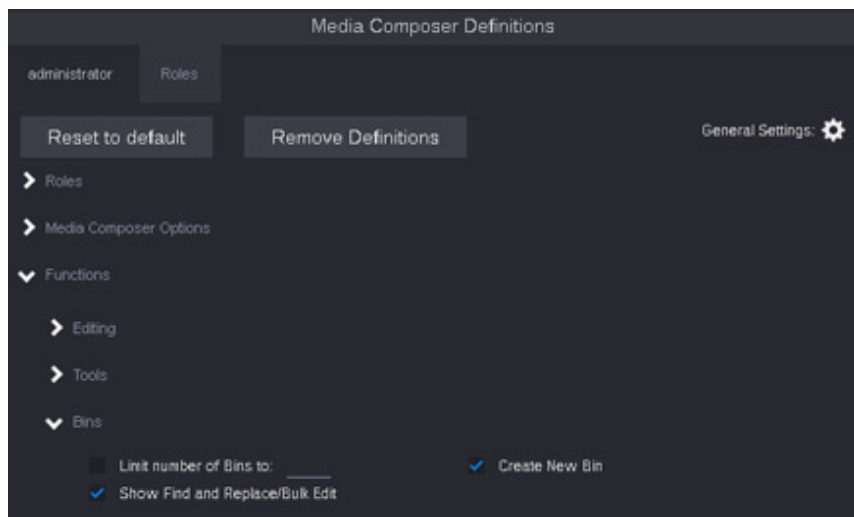 Media Composer Definitions
administrator Roles
Reset to default Remove Definitions General Settings:
Roles
Media Composer Options
Functions
Editing
Tools
Bins
Limit number of Bins to: Create New Bin
Show Find and Replace/Bulk Edit